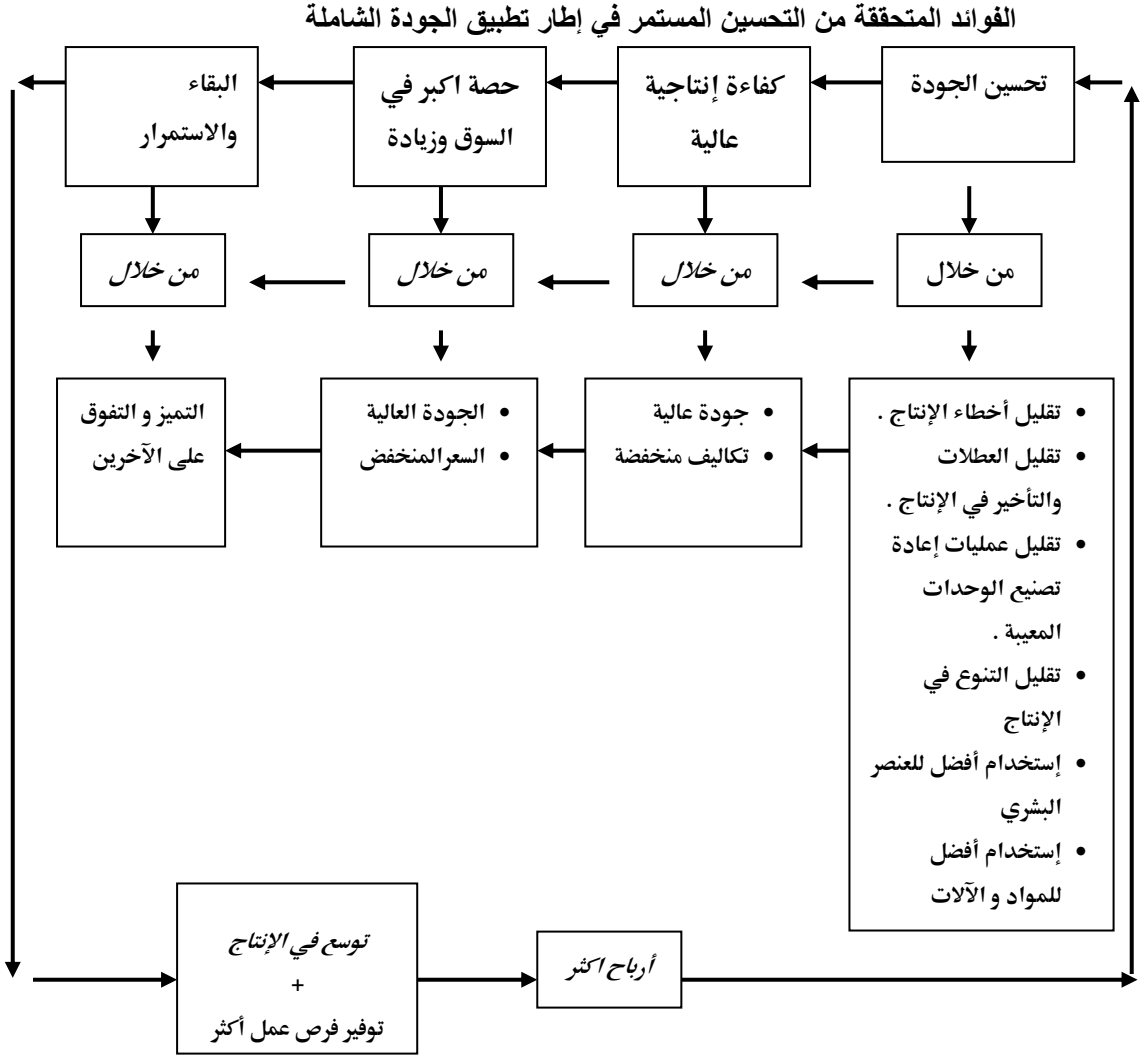 الفوائد المتحققة من التحسين المستمر في إطار تطبيق الجودة الشاملة
تحسين الجودة
كفاءة إنتاجية
عالية
حصة اكبر في
السوق وزيادة
البقاء
والاستمرار
من خلال
من خلال
من خلال
من خلال
• تقليل أخطاء الإنتاج .
• تقليل العطلات
والتأخير في الإنتاج .
• تقليل عمليات إعادة
تصنيع الوحدات
المعيبة .
• تقليل التنوع في
الإنتاج
• إستخدام أفضل للعنصر
البشري
• إستخدام أفضل
للمواد و الآلات
• جودة عالية
• تكاليف منخفضة
• الجودة العالية
• السعرالمنخفض
التميز و التفوق
على الآخرين
توسع في الإنتاج
+
توفير فرص عمل أكثر
أرباح اكثر